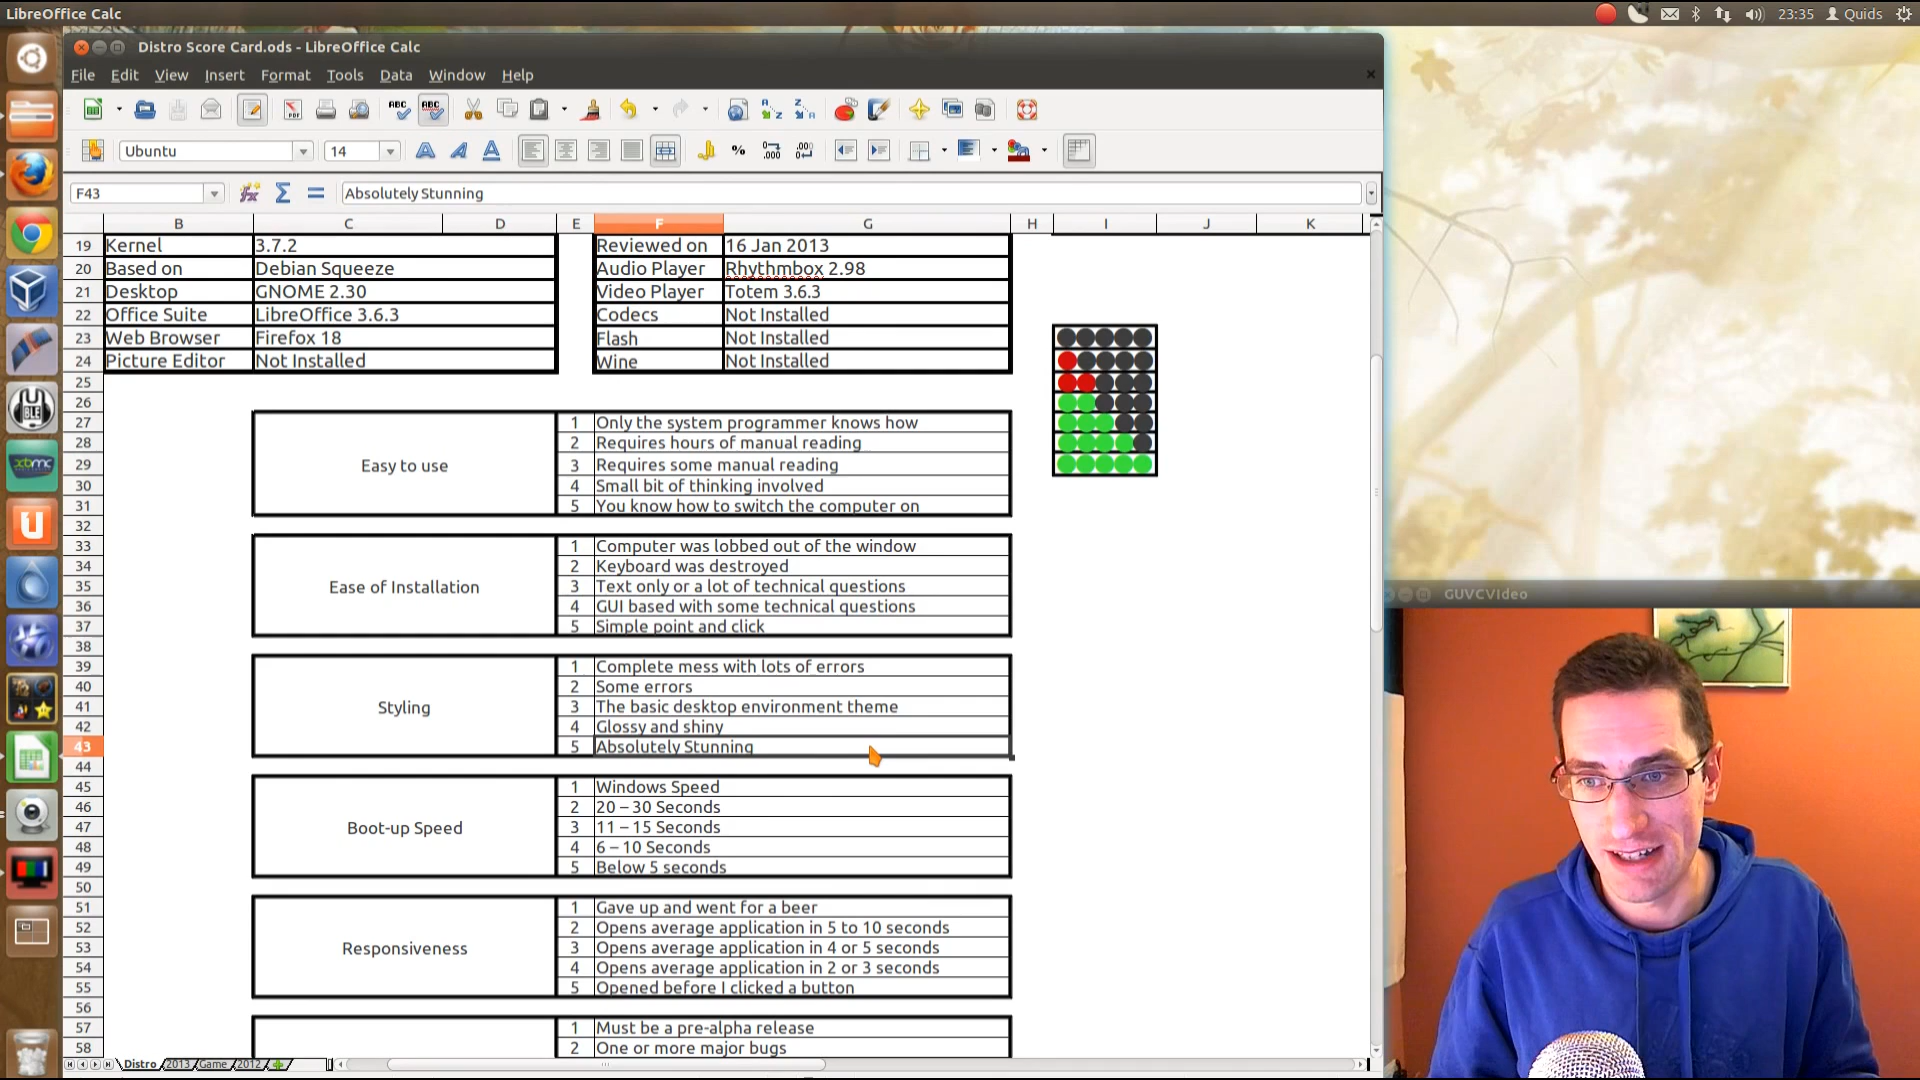 LibreOffice Calc
23:35 Quids
Distro Score Card.ods - LibreOffice Calc
File Edit View Insert Format Tools Data Window Help
Ubuntu 14
F43 Absolutely Stunning
B C D E F G H I J K
19 Kernel 3.7.2 Reviewed on 16 Jan 2013
20 Based on Debian Squeeze Audio Player Rhythmbox 2.98
21 Desktop GNOME 2.30 Video Player Totem 3.6.3
22 Office Suite LibreOffice 3.6.3 Codecs Not Installed
23 Web Browser Firefox 18 Flash Not Installed
24 Picture Editor Not Installed Wine Not Installed
25
26
27 1 Only the system programmer knows how
28 2 Requires hours of manual reading
29 Easy to use 3 Requires some manual reading
30 4 Small bit of thinking involved
31 5 You know how to switch the computer on
32
33 1 Computer was lobbed out of the window
34 2 Keyboard was destroyed
35 Ease of Installation 3 Text only or a lot of technical questions
36 4 GUI based with some technical questions
37 5 Simple point and click
38
39 1 Complete mess with lots of errors
40 2 Some errors
41 Styling 3 The basic desktop environment theme
42 4 Glossy and shiny
43 5 Absolutely Stunning
44
45 1 Windows Speed
46 2 20 – 30 Seconds
47 Boot-up Speed 3 11 – 15 Seconds
48 4 6 – 10 Seconds
49 5 Below 5 seconds
50
51 1 Gave up and went for a beer
52 2 Opens average application in 5 to 10 seconds
53 Responsiveness 3 Opens average application in 4 or 5 seconds
54 4 Opens average application in 2 or 3 seconds
55 5 Opened before I clicked a button
56
57 1 Must be a pre-alpha release
58 2 One or more major bugs
Distro 2013 Game 2012
GUVCVideo